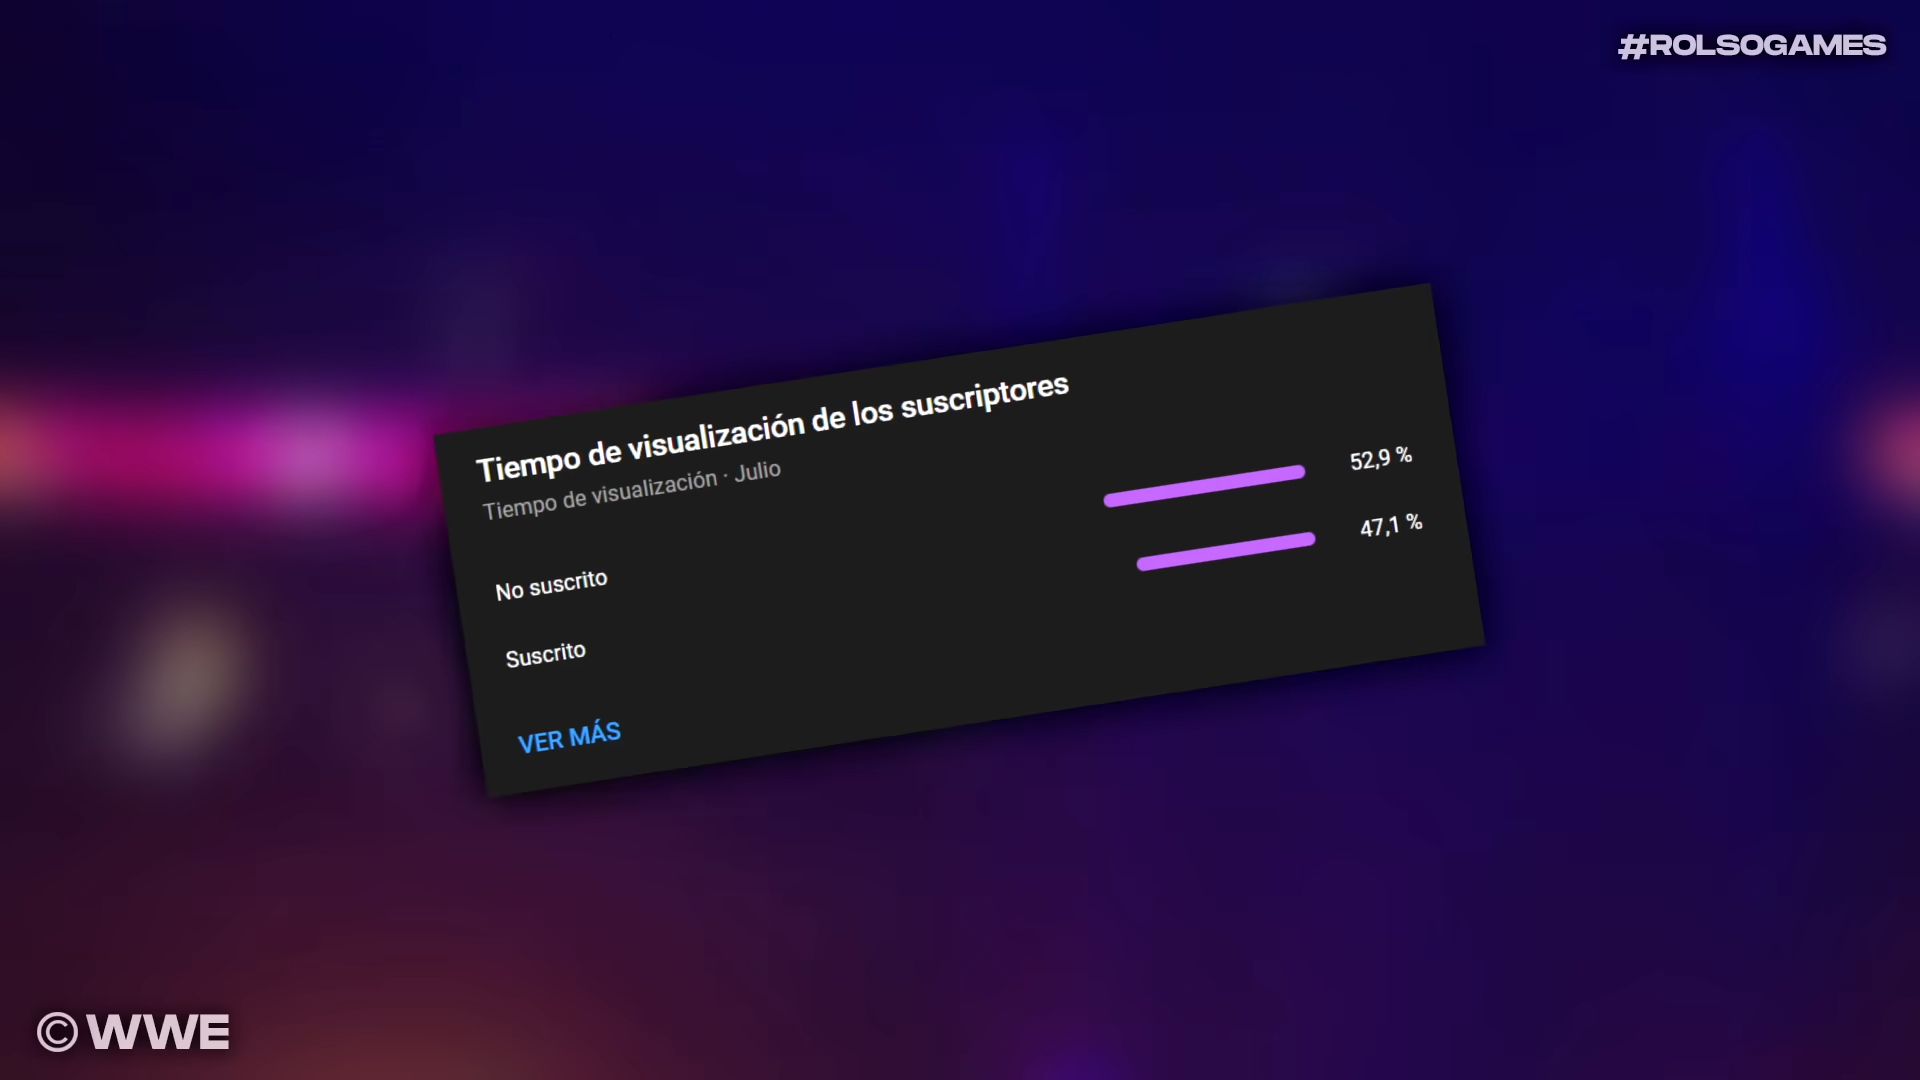 #ROLSOGAMES
Tiempo de visualización de los suscriptores
Tiempo de visualización · Julio
No suscrito 52,9 %
Suscrito 47,1 %
VER MÁS
© WWE